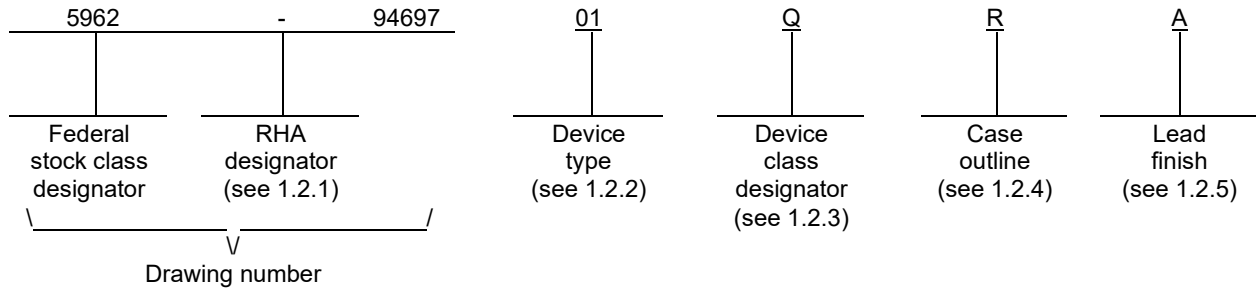 5962 - 94697 01 Q R A
Federal stock class designator
RHA designator (see 1.2.1)
Device type (see 1.2.2)
Device class designator (see 1.2.3)
Case outline (see 1.2.4)
Lead finish (see 1.2.5)
\ /
\/
Drawing number